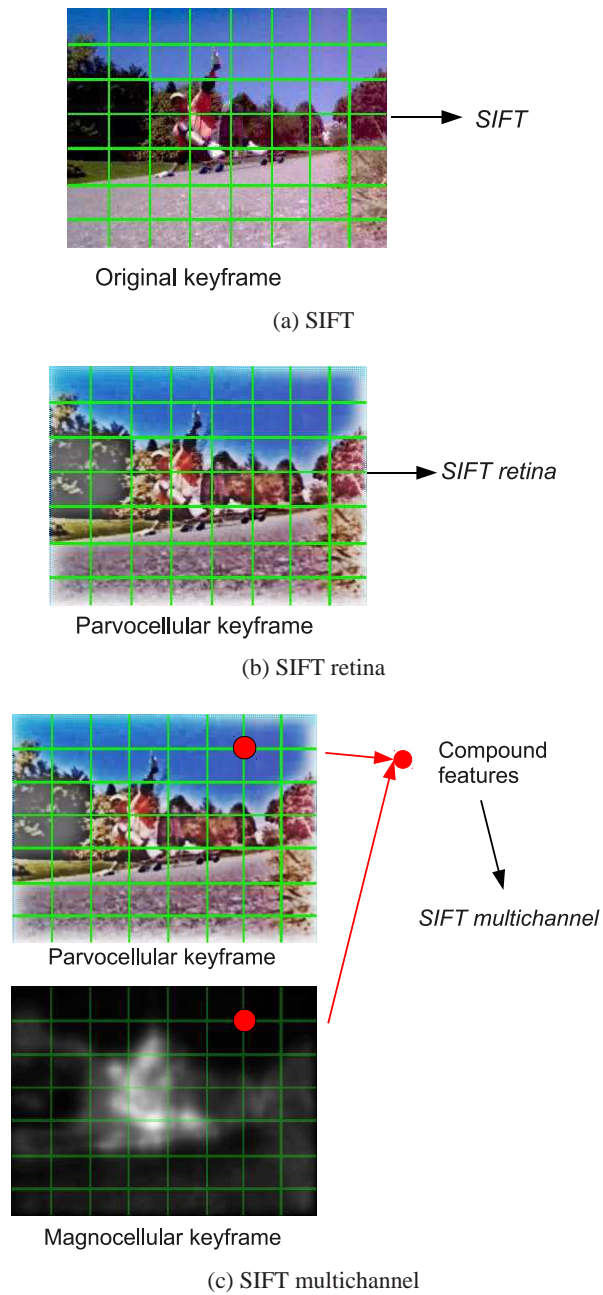 SIFT
Original keyframe
(a) SIFT
SIFT retina
Parvocellular keyframe
(b) SIFT retina
Compound
features
SIFT multichannel
Parvocellular keyframe
Magnocellular keyframe
(c) SIFT multichannel